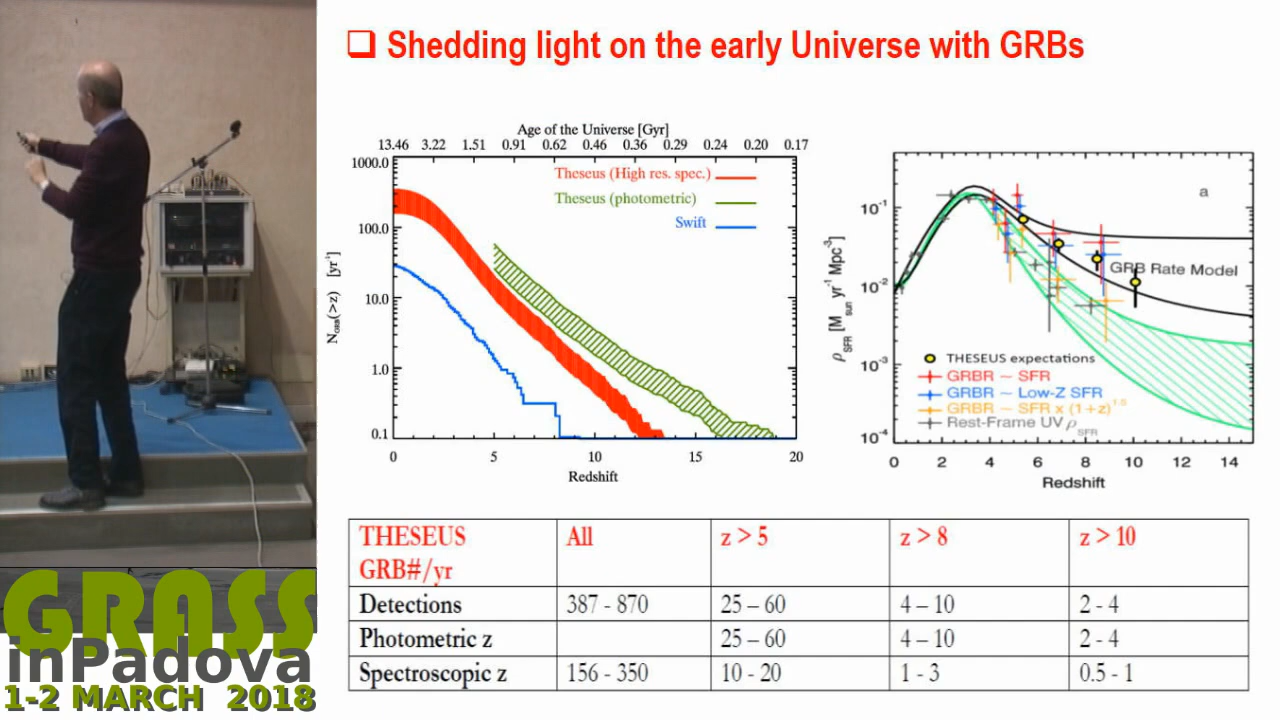 ❑ Shedding light on the early Universe with GRBs
Age of the Universe [Gyr]
13.46 3.22 1.51 0.91 0.62 0.46 0.36 0.29 0.24 0.20 0.17
1000.0
100.0
10.0
1.0
0.1
N_GRB(>z) [yr⁻¹]
Theseus (High res. spec.)
Theseus (photometric)
Swift
0 5 10 15 20
Redshift
a
10⁻¹
10⁻²
10⁻³
10⁻⁴
ρ_SFR [M_sun yr⁻¹ Mpc⁻³]
GRB Rate Model
THESEUS expectations
GRBR ~ SFR
GRBR ~ Low-Z SFR
GRBR ~ SFR x (1+z)¹·⁵
Rest-Frame UV ρ_SFR
0 2 4 6 8 10 12 14
Redshift
THESEUS GRB#/yr All z > 5 z > 8 z > 10
Detections 387 - 870 25 – 60 4 – 10 2 - 4
Photometric z 25 – 60 4 – 10 2 - 4
Spectroscopic z 156 - 350 10 - 20 1 - 3 0.5 - 1
GRASS
inPadova
1-2 MARCH 2018